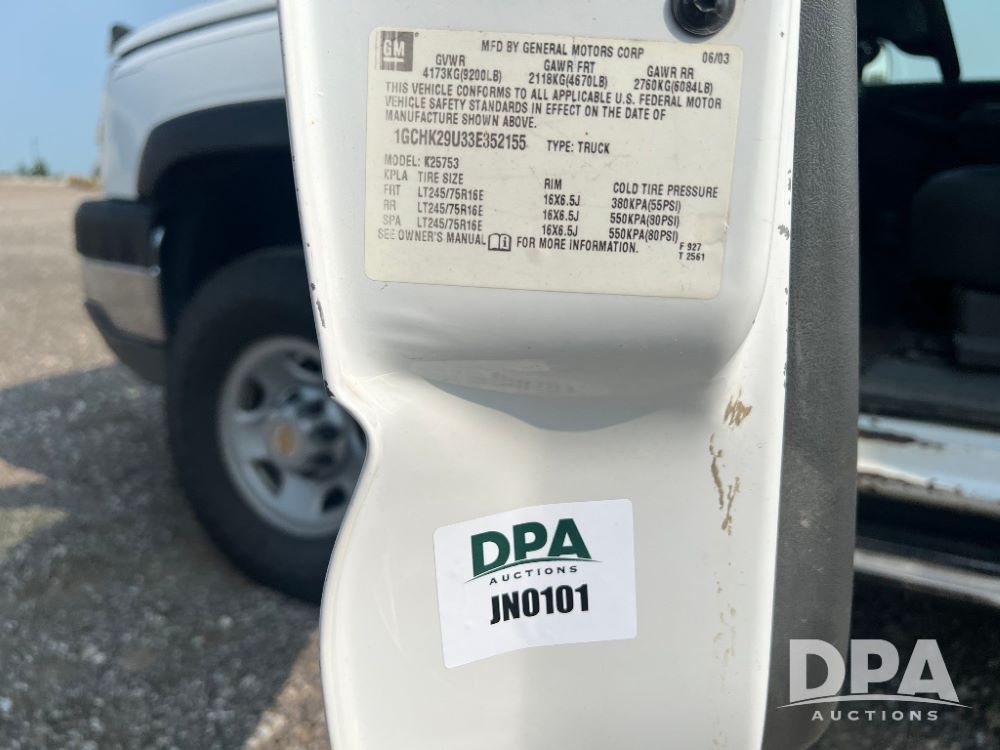 GM
MFD BY GENERAL MOTORS CORP 06/03
GVWR GAWR FRT GAWR RR
4173KG(9200LB) 2118KG(4670LB) 2760KG(6084LB)
THIS VEHICLE CONFORMS TO ALL APPLICABLE U.S. FEDERAL MOTOR
VEHICLE SAFETY STANDARDS IN EFFECT ON THE DATE OF
MANUFACTURE SHOWN ABOVE.
1GCHK29U33E352155 TYPE: TRUCK
MODEL: K25753
KPLA TIRE SIZE RIM COLD TIRE PRESSURE
FRT LT245/75R16E 16X6.5J 380KPA(55PSI)
RR LT245/75R16E 16X6.5J 550KPA(80PSI)
SPA LT245/75R16E 16X6.5J 550KPA(80PSI)
SEE OWNER'S MANUAL FOR MORE INFORMATION.
F 927
T 2561
DPA
AUCTIONS
JN0101
DPA
AUCTIONS